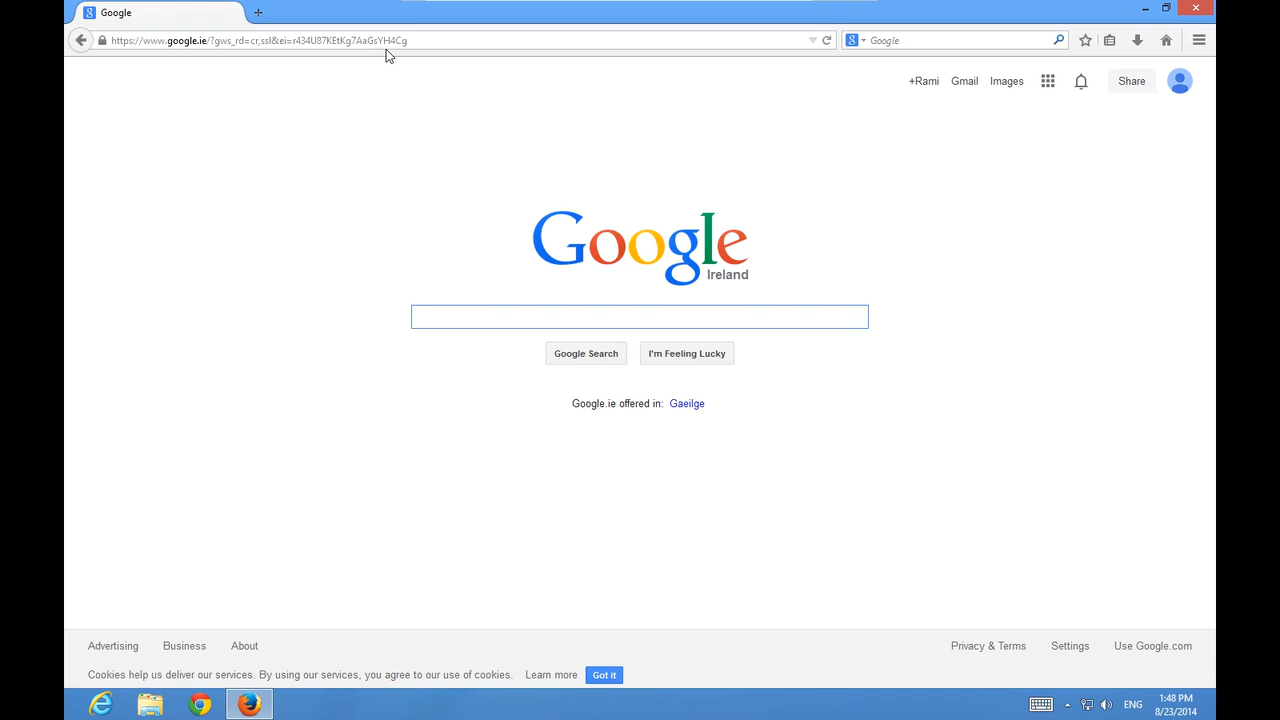 Google
https://www.google.ie/?gws_rd=cr,ssl&ei=r434U87KEtKg7AaGsYH4Cg
Google
+Rami Gmail Images Share
Google
Ireland
Google Search I'm Feeling Lucky
Google.ie offered in: Gaeilge
Advertising Business About Privacy & Terms Settings Use Google.com
Cookies help us deliver our services. By using our services, you agree to our use of cookies. Learn more Got it
ENG
1:48 PM
8/23/2014